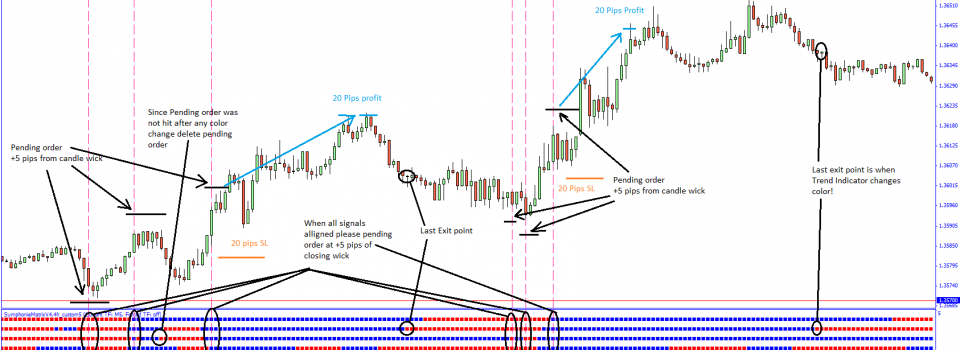 20 Pips Profit
20 Pips profit
Since Pending order was
not hit after any color
change delete pending
order
Pending order
+5 pips from candle wick
20 pips SL
When all signals
alligned please pending
order at +5 pips of
closing wick
Last Exit point
20 Pips SL
Pending order
+5 pips from candle wick
Last exit point is when
Trend Indicator changes
color!
1.36510
1.36455
1.36400
1.36345
1.36290
1.36235
1.36180
1.36125
1.36070
1.36015
1.35960
1.35905
1.35850
1.35795
1.35740
1.35700
1.35685
5